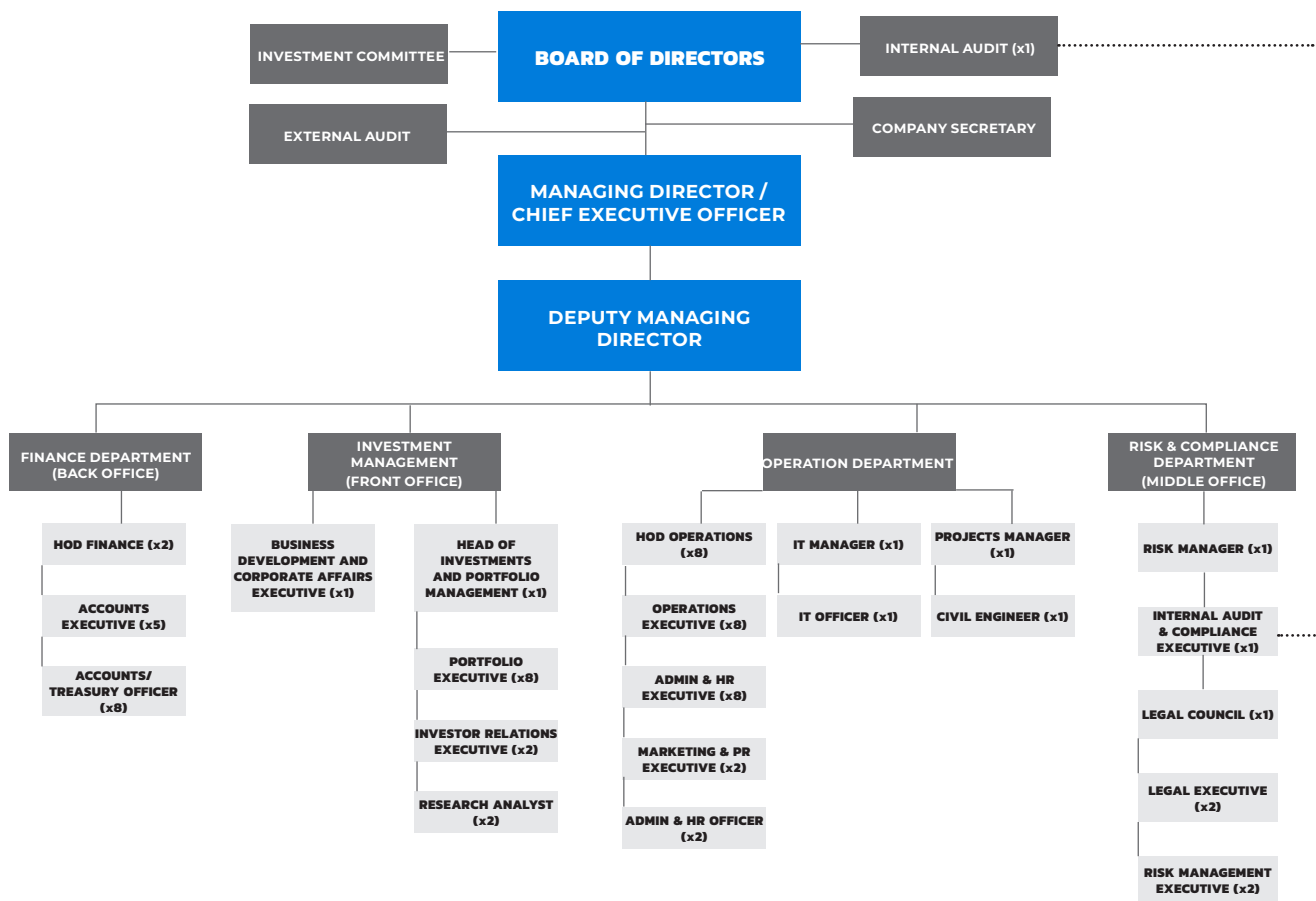 INVESTMENT COMMITTEE
BOARD OF DIRECTORS
INTERNAL AUDIT (x1)
EXTERNAL AUDIT
COMPANY SECRETARY
MANAGING DIRECTOR /
CHIEF EXECUTIVE OFFICER
DEPUTY MANAGING
DIRECTOR
FINANCE DEPARTMENT
(BACK OFFICE)
HOD FINANCE (x2)
ACCOUNTS
EXECUTIVE (x5)
ACCOUNTS/
TREASURY OFFICER
(x8)
INVESTMENT
MANAGEMENT
(FRONT OFFICE)
BUSINESS
DEVELOPMENT AND
CORPORATE AFFAIRS
EXECUTIVE (x1)
HEAD OF
INVESTMENTS
AND PORTFOLIO
MANAGEMENT (x1)
PORTFOLIO
EXECUTIVE (x8)
INVESTOR RELATIONS
EXECUTIVE (x2)
RESEARCH ANALYST
(x2)
OPERATION DEPARTMENT
HOD OPERATIONS
(x8)
OPERATIONS
EXECUTIVE (x8)
ADMIN & HR
EXECUTIVE (x8)
MARKETING & PR
EXECUTIVE (x2)
ADMIN & HR OFFICER
(x2)
IT MANAGER (x1)
IT OFFICER (x1)
PROJECTS MANAGER
(x1)
CIVIL ENGINEER (x1)
RISK & COMPLIANCE
DEPARTMENT
(MIDDLE OFFICE)
RISK MANAGER (x1)
INTERNAL AUDIT
& COMPLIANCE
EXECUTIVE (x1)
LEGAL COUNCIL (x1)
LEGAL EXECUTIVE
(x2)
RISK MANAGEMENT
EXECUTIVE (x2)